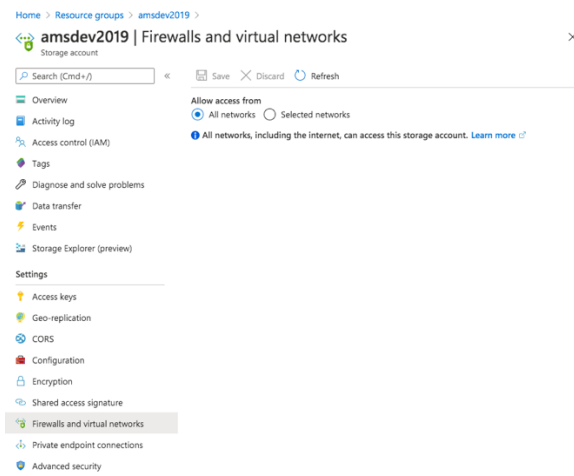 Home > Resource groups > amsdev2019 >
amsdev2019 | Firewalls and virtual networks
Storage account
Search (Cmd+/)
«
Save
Discard
Refresh
Overview
Activity log
Access control (IAM)
Tags
Diagnose and solve problems
Data transfer
Events
Storage Explorer (preview)
Settings
Access keys
Geo-replication
CORS
Configuration
Encryption
Shared access signature
Firewalls and virtual networks
Private endpoint connections
Advanced security
Allow access from
All networks
Selected networks
All networks, including the internet, can access this storage account. Learn more